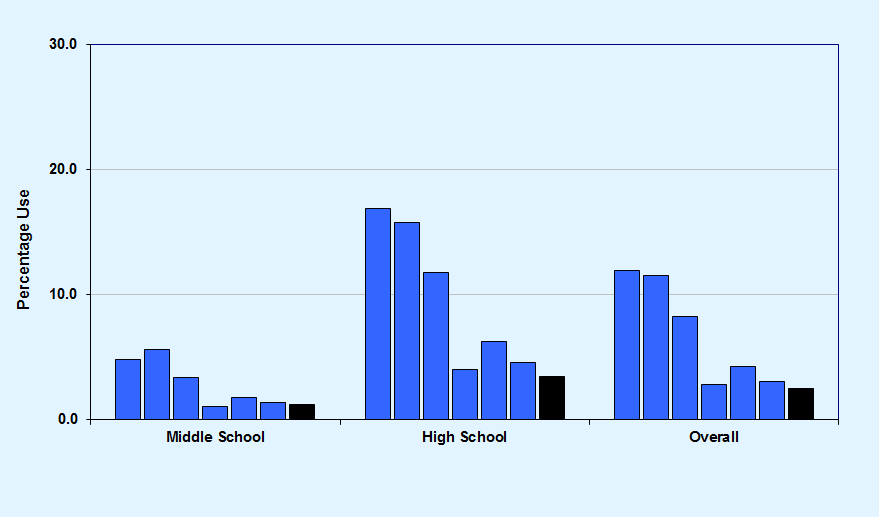 30.0
20.0
10.0
0.0
Percentage Use
Middle School
High School
Overall